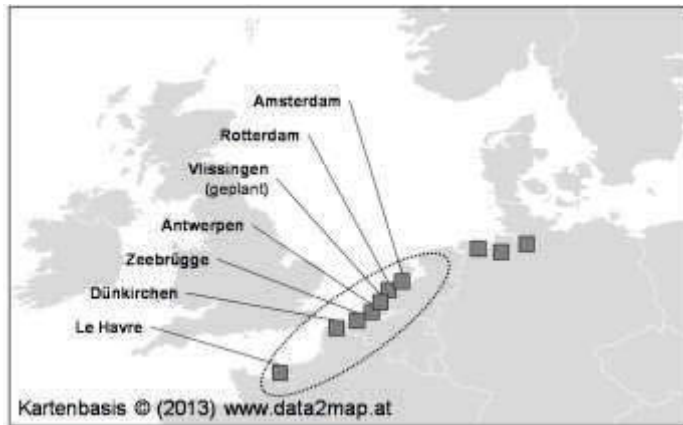 Amsterdam
Rotterdam
Vlissingen
(geplant)
Antwerpen
Zeebrügge
Dünkirchen
Le Havre
Kartenbasis © (2013) www.data2map.at